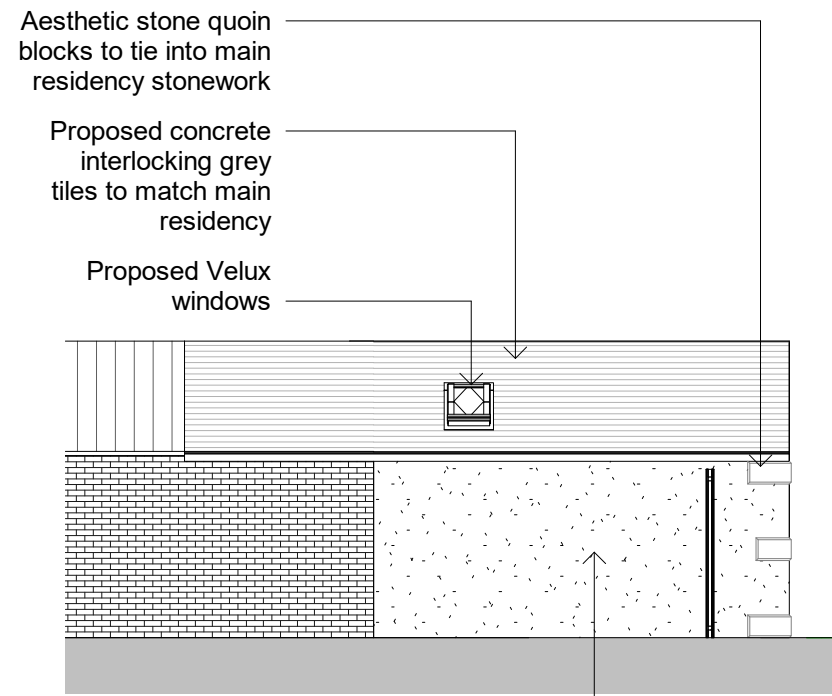 Aesthetic stone quoin
blocks to tie into main
residency stonework
Proposed concrete
interlocking grey
tiles to match main
residency
Proposed Velux
windows